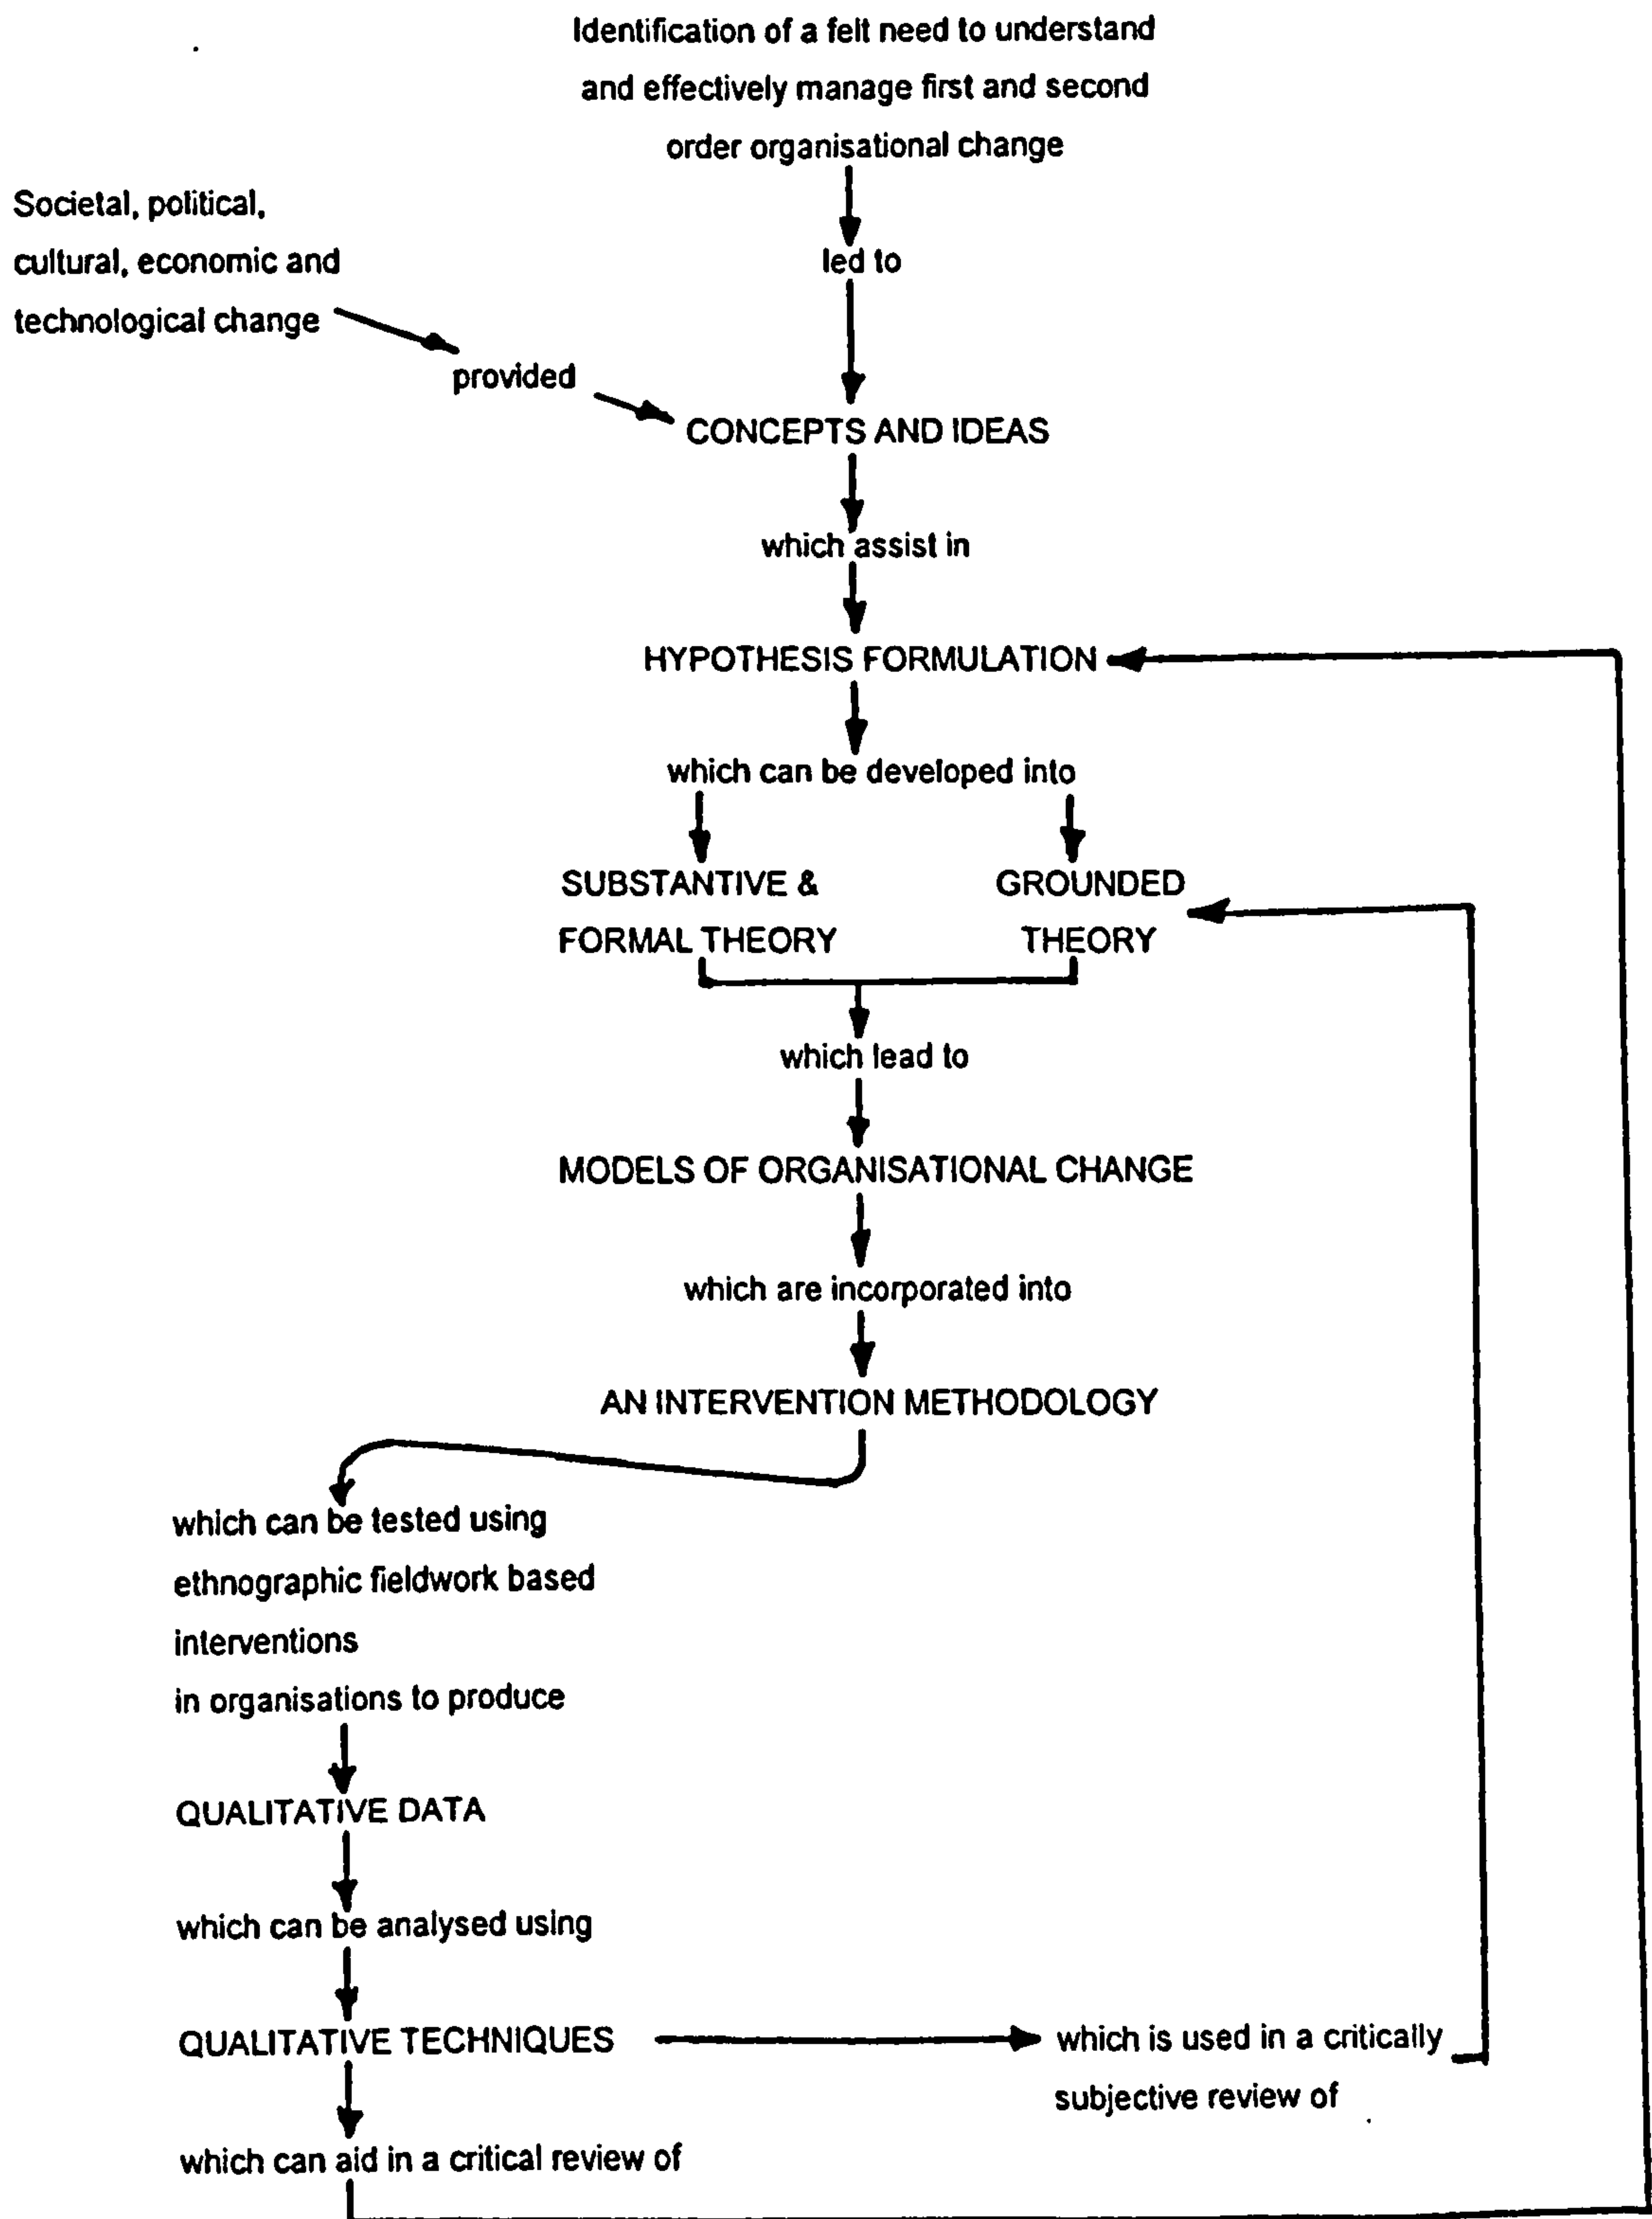 Identification of a felt need to understand
and effectively manage first and second
order organisational change
Societal, political,
cultural, economic and
technological change
led to
provided
CONCEPTS AND IDEAS
which assist in
HYPOTHESIS FORMULATION
which can be developed into
SUBSTANTIVE &
FORMAL THEORY
GROUNDED
THEORY
which lead to
MODELS OF ORGANISATIONAL CHANGE
which are incorporated into
AN INTERVENTION METHODOLOGY
which can be tested using
ethnographic fieldwork based
interventions
in organisations to produce
QUALITATIVE DATA
which can be analysed using
QUALITATIVE TECHNIQUES
which is used in a critically
subjective review of
which can aid in a critical review of